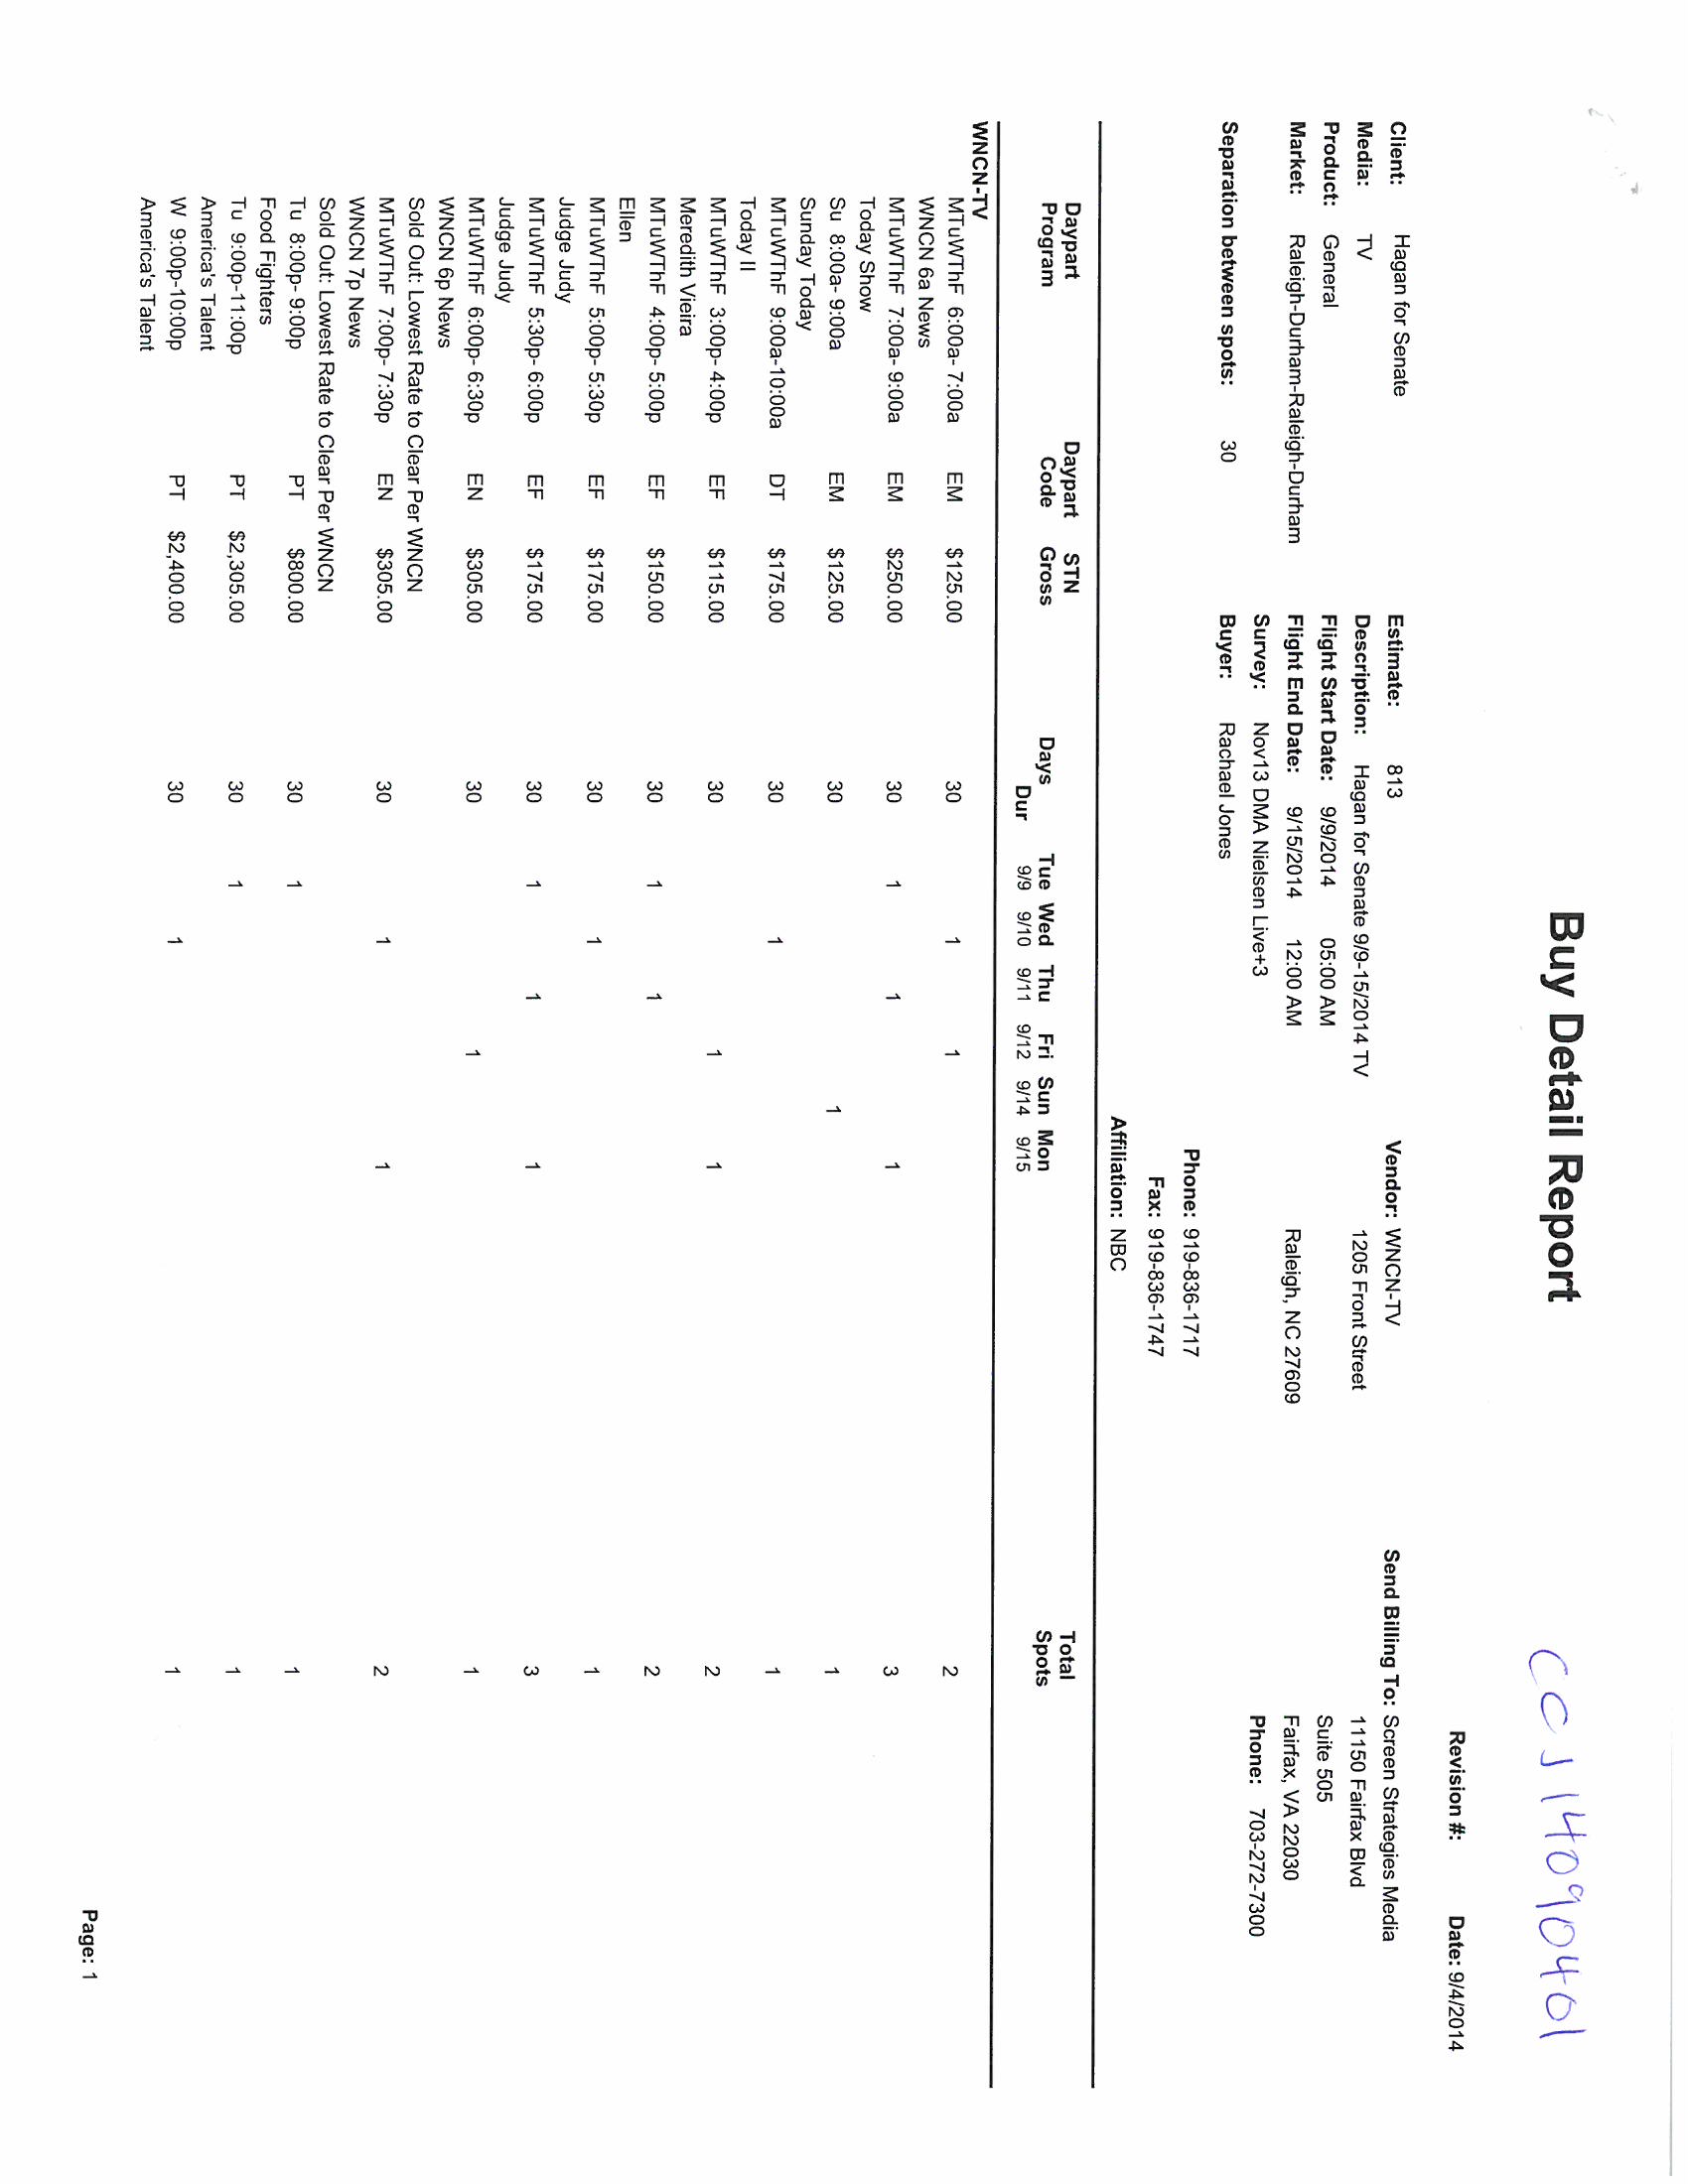 CCJ14090401
Buy Detail Report
Revision #: Date: 9/4/2014
Client: Hagan for Senate Estimate: 813 Vendor: WNCN-TV Send Billing To: Screen Strategies Media
Media: TV Description: Hagan for Senate 9/9-15/2014 TV 1205 Front Street 11150 Fairfax Blvd
Product: General Flight Start Date: 9/9/2014 05:00 AM Suite 505
Market: Raleigh-Durham-Raleigh-Durham Flight End Date: 9/15/2014 12:00 AM Raleigh, NC 27609 Fairfax, VA 22030
Survey: Nov13 DMA Nielsen Live+3 Phone: 703-272-7300
Separation between spots: 30 Buyer: Rachael Jones
Phone: 919-836-1717
Fax: 919-836-1747
Affiliation: NBC
Daypart Daypart STN Total
Program Code Gross Days Tue Wed Thu Fri Sun Mon Spots
Dur 9/9 9/10 9/11 9/12 9/14 9/15
WNCN-TV
MTuWThF 6:00a- 7:00a EM $125.00 30 1 1 2
WNCN 6a News
MTuWThF 7:00a- 9:00a EM $250.00 30 1 1 1 3
Today Show
Su 8:00a- 9:00a EM $125.00 30 1 1
Sunday Today
MTuWThF 9:00a-10:00a DT $175.00 30 1 1
Today II
MTuWThF 3:00p- 4:00p EF $115.00 30 1 1 2
Meredith Vieira
MTuWThF 4:00p- 5:00p EF $150.00 30 1 1 2
Ellen
MTuWThF 5:00p- 5:30p EF $175.00 30 1 1
Judge Judy
MTuWThF 5:30p- 6:00p EF $175.00 30 1 1 1 3
Judge Judy
MTuWThF 6:00p- 6:30p EN $305.00 30 1 1
WNCN 6p News
Sold Out: Lowest Rate to Clear Per WNCN
MTuWThF 7:00p- 7:30p EN $305.00 30 1 1 2
WNCN 7p News
Sold Out: Lowest Rate to Clear Per WNCN
Tu 8:00p- 9:00p PT $800.00 30 1 1
Food Fighters
Tu 9:00p-11:00p PT $2,305.00 30 1 1
America's Talent
W 9:00p-10:00p PT $2,400.00 30 1 1
America's Talent
Page: 1